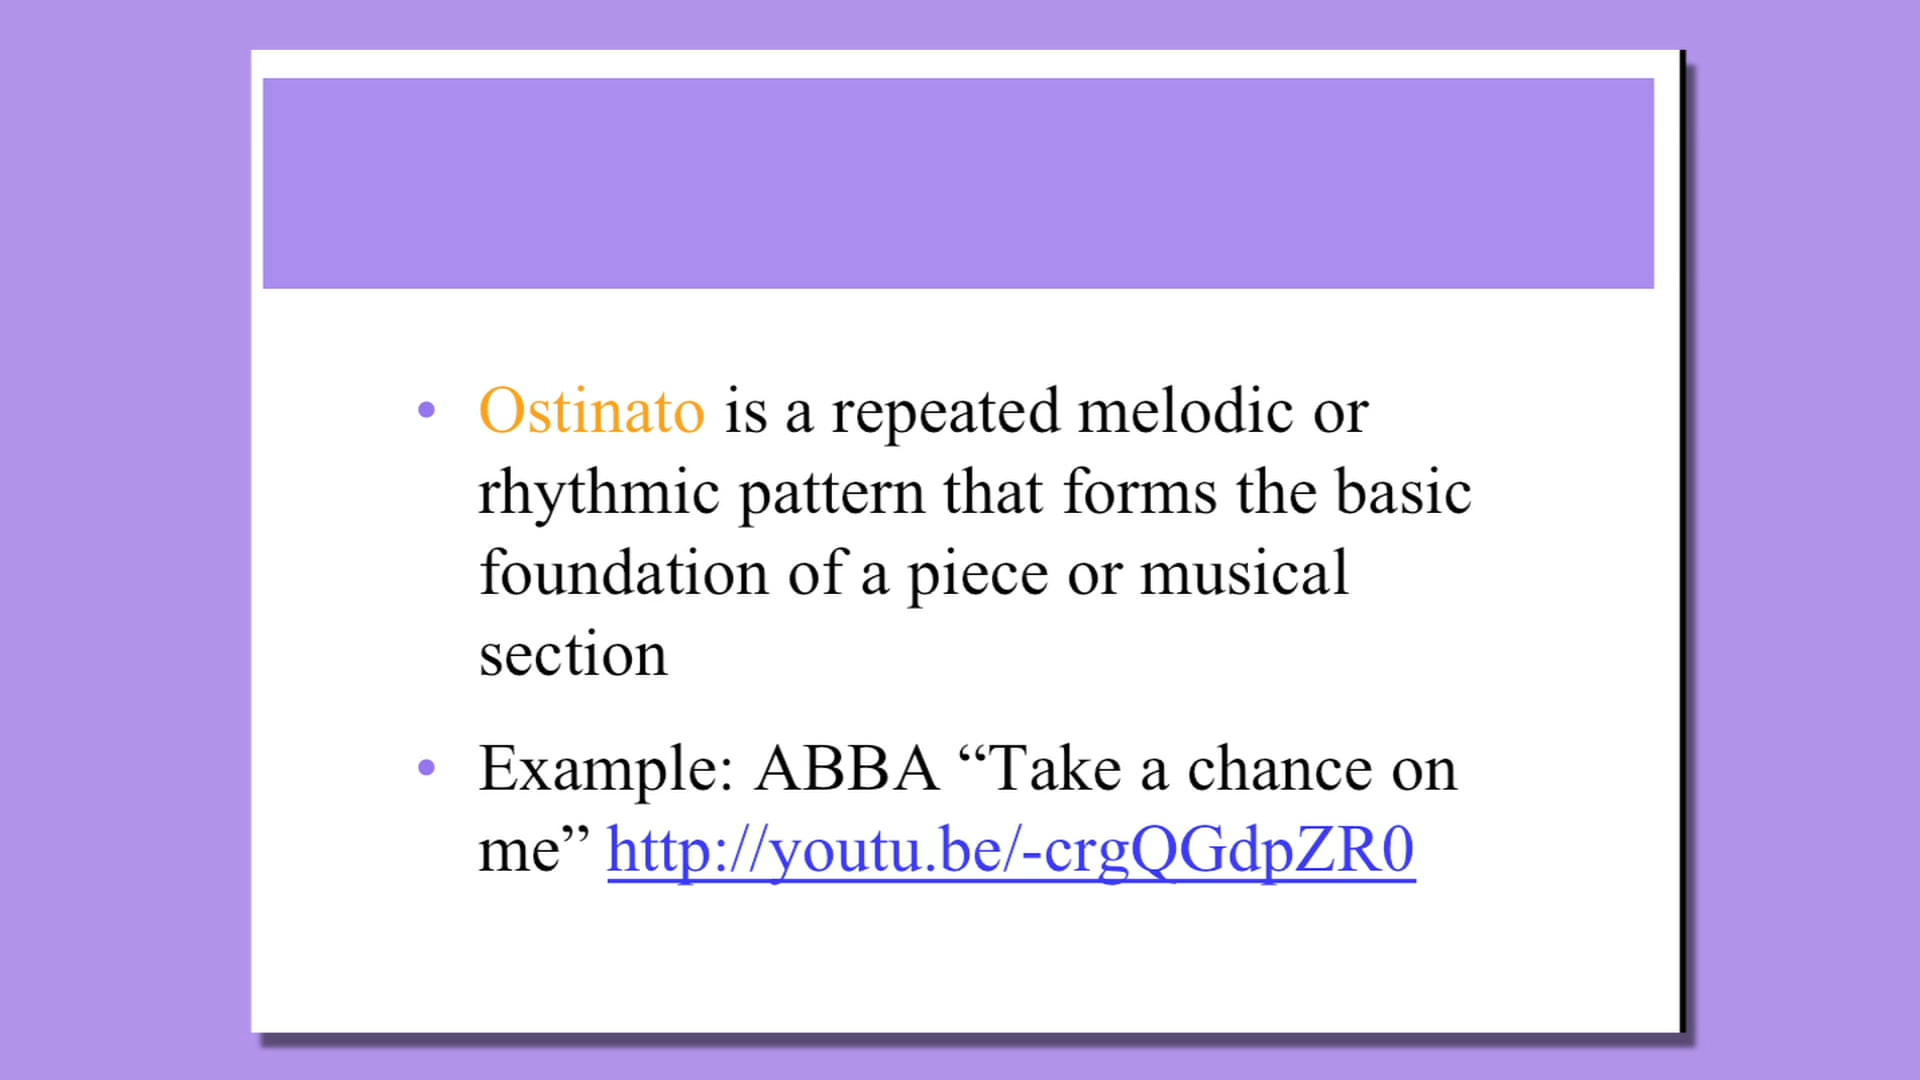 • Ostinato is a repeated melodic or
rhythmic pattern that forms the basic
foundation of a piece or musical
section
• Example: ABBA “Take a chance on
me” http://youtu.be/-crgQGdpZR0